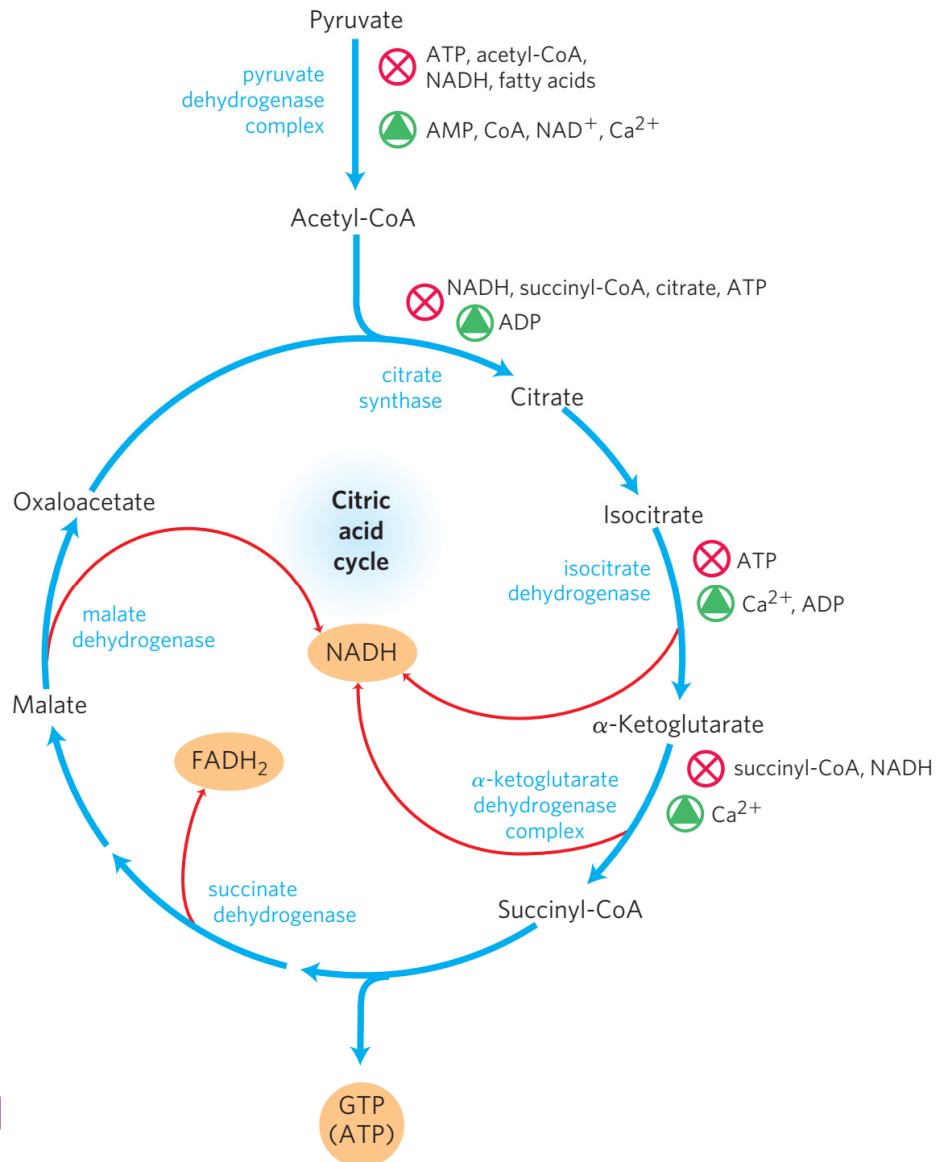 Pyruvate
pyruvate
dehydrogenase
complex
ATP, acetyl-CoA,
NADH, fatty acids
AMP, CoA, NAD⁺, Ca²⁺
Acetyl-CoA
NADH, succinyl-CoA, citrate, ATP
ADP
citrate
synthase
Citrate
Oxaloacetate
Citric
acid
cycle
Isocitrate
isocitrate
dehydrogenase
ATP
Ca²⁺, ADP
malate
dehydrogenase
NADH
Malate
α-Ketoglutarate
FADH₂
α-ketoglutarate
dehydrogenase
complex
succinyl-CoA, NADH
Ca²⁺
succinate
dehydrogenase
Succinyl-CoA
GTP
(ATP)